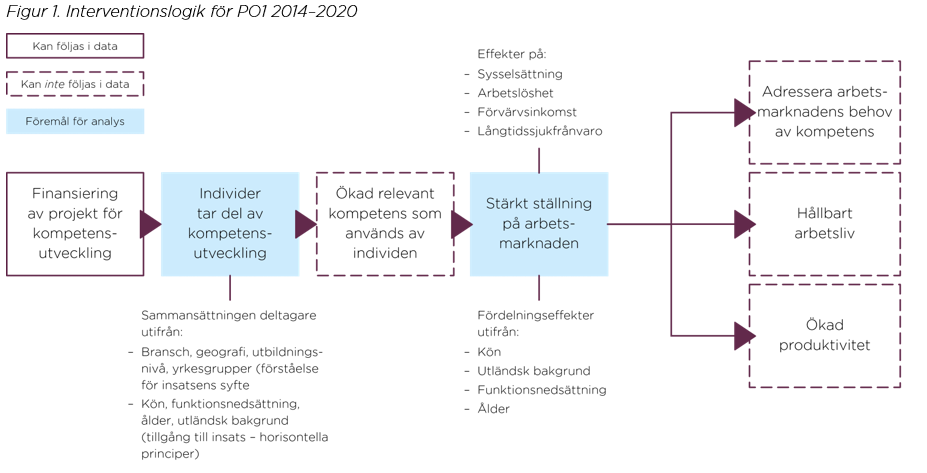 Figur 1. Interventionslogik för PO1 2014–2020
Kan följas i data
Kan inte följas i data
Föremål för analys
Effekter på:
– Sysselsättning
– Arbetslöshet
– Förvärvsinkomst
– Långtidssjukfrånvaro
Finansiering
av projekt för
kompetens-
utveckling
Individer
tar del av
kompetens-
utveckling
Ökad relevant
kompetens som
används av
individen
Stärkt ställning
på arbets-
marknaden
Adressera arbets-
marknadens behov
av kompetens
Hållbart
arbetsliv
Ökad
produktivitet
Sammansättningen deltagare
utifrån:
– Bransch, geografi, utbildnings-
nivå, yrkesgrupper (förståelse
för insatsens syfte
– Kön, funktionsnedsättning,
ålder, utländsk bakgrund
(tillgång till insats – horisontella
principer)
Fördelningseffekter
utifrån:
– Kön
– Utländsk bakgrund
– Funktionsnedsättning
– Ålder